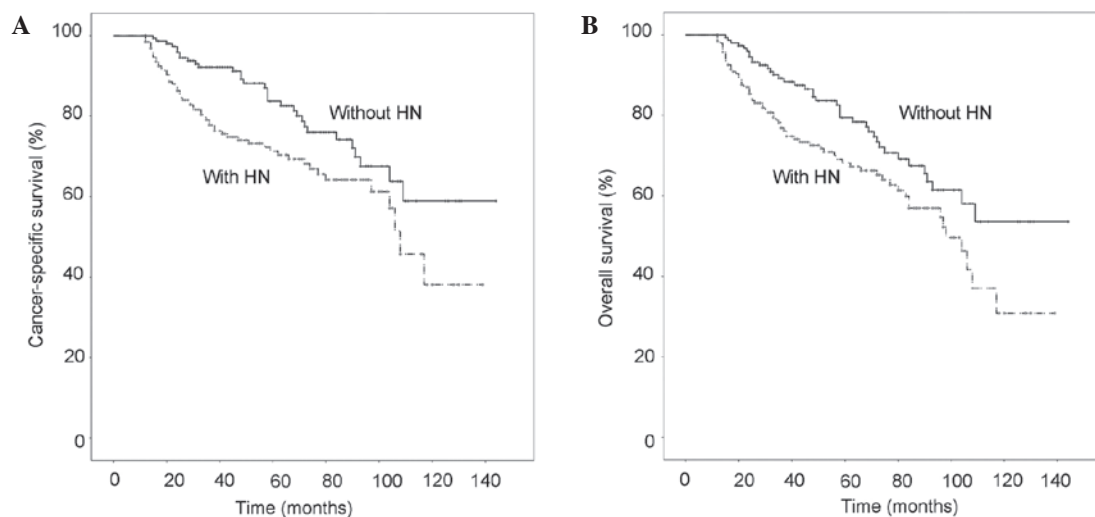 A
Cancer-specific survival (%)
100
80
60
40
20
0
Without HN
With HN
0 20 40 60 80 100 120 140
Time (months)
B
Overall survival (%)
100
80
60
40
20
0
Without HN
With HN
0 20 40 60 80 100 120 140
Time (months)